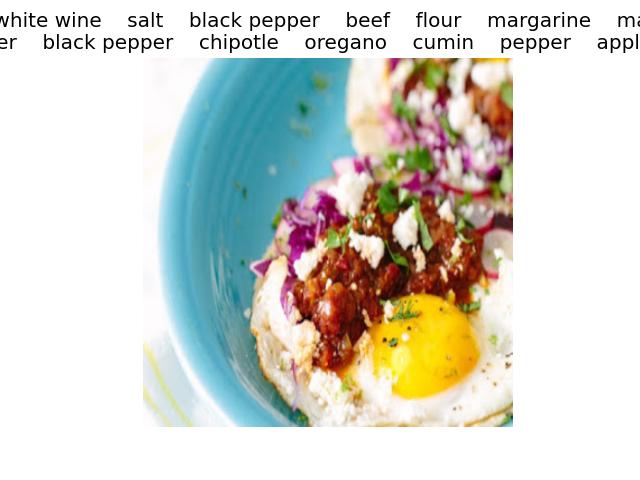 white wine salt black pepper beef flour margarine
black pepper chipotle oregano cumin pepper